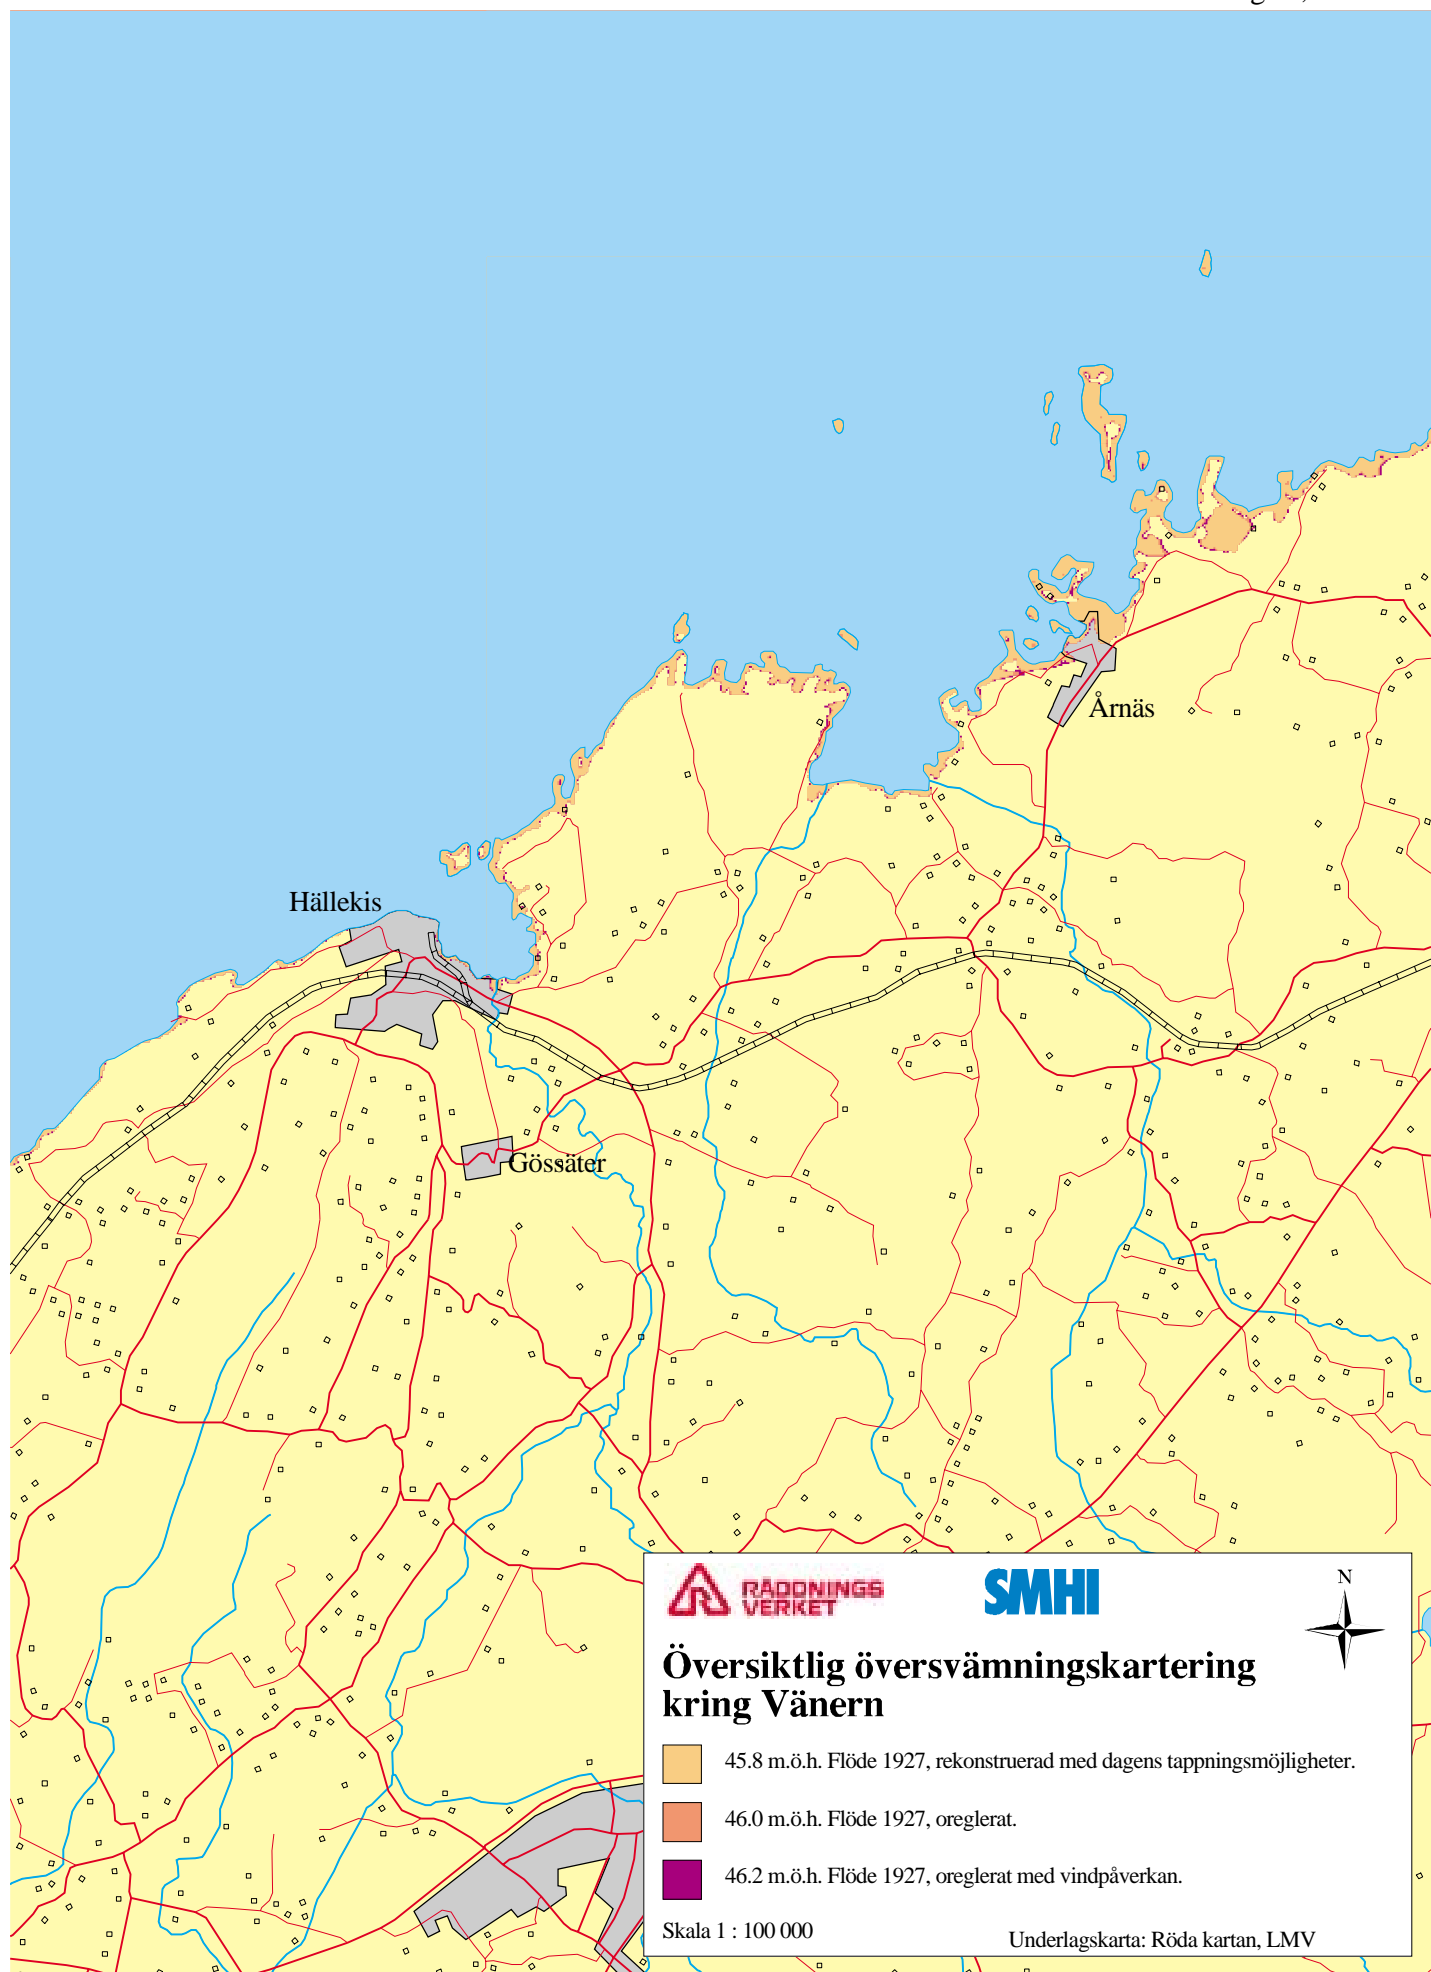 Årnäs
Hällekis
Gössäter
RÄDDNINGS
VERKET
SMHI
N
Översiktlig översvämningskartering
kring Vänern
45.8 m.ö.h. Flöde 1927, rekonstruerad med dagens tappningsmöjligheter.
46.0 m.ö.h. Flöde 1927, oreglerat.
46.2 m.ö.h. Flöde 1927, oreglerat med vindpåverkan.
Skala 1 : 100 000
Underlagskarta: Röda kartan, LMV